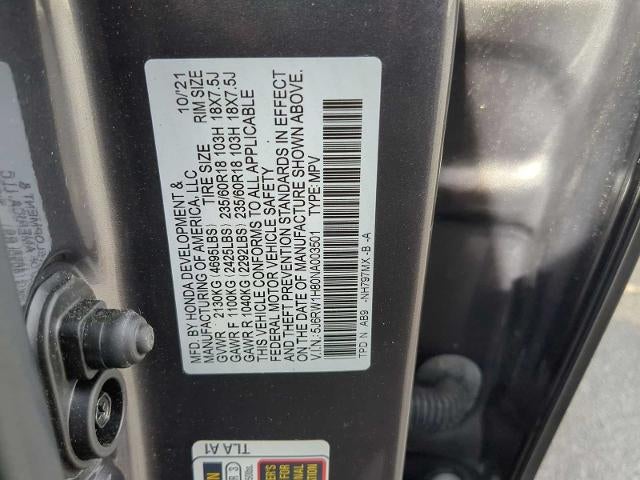 MFD. BY HONDA DEVELOPMENT & 10/'21
MANUFACTURING OF AMERICA, LLC
TIRE SIZE RIM SIZE
GVWR 2130KG (4695LBS)
GAWR F 1100KG (2425LBS) 235/60R18 103H 18X7.5J
GAWR R 1040KG (2292LBS) 235/60R18 103H 18X7.5J
THIS VEHICLE CONFORMS TO ALL APPLICABLE
FEDERAL MOTOR VEHICLE SAFETY
AND THEFT PREVENTION STANDARDS IN EFFECT
ON THE DATE OF MANUFACTURE SHOWN ABOVE.
V.I.N.: 5J6RW1H80NA003501 TYPE: MPV
TPD N AB9 -NH797MX -B -A
TLA A1